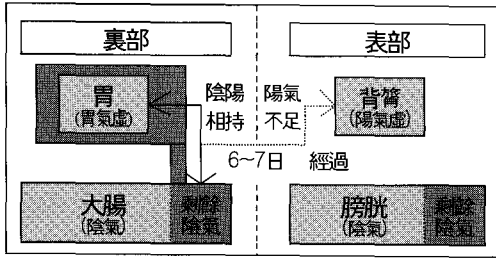 裏部
表部
胃
(胃氣虛)
陰陽
相持
陽氣
不足
背膂
(陽氣虛)
6~7日 經過
大腸
(陰氣)
剩餘
陰氣
膀胱
(陰氣)
剩餘
陰氣